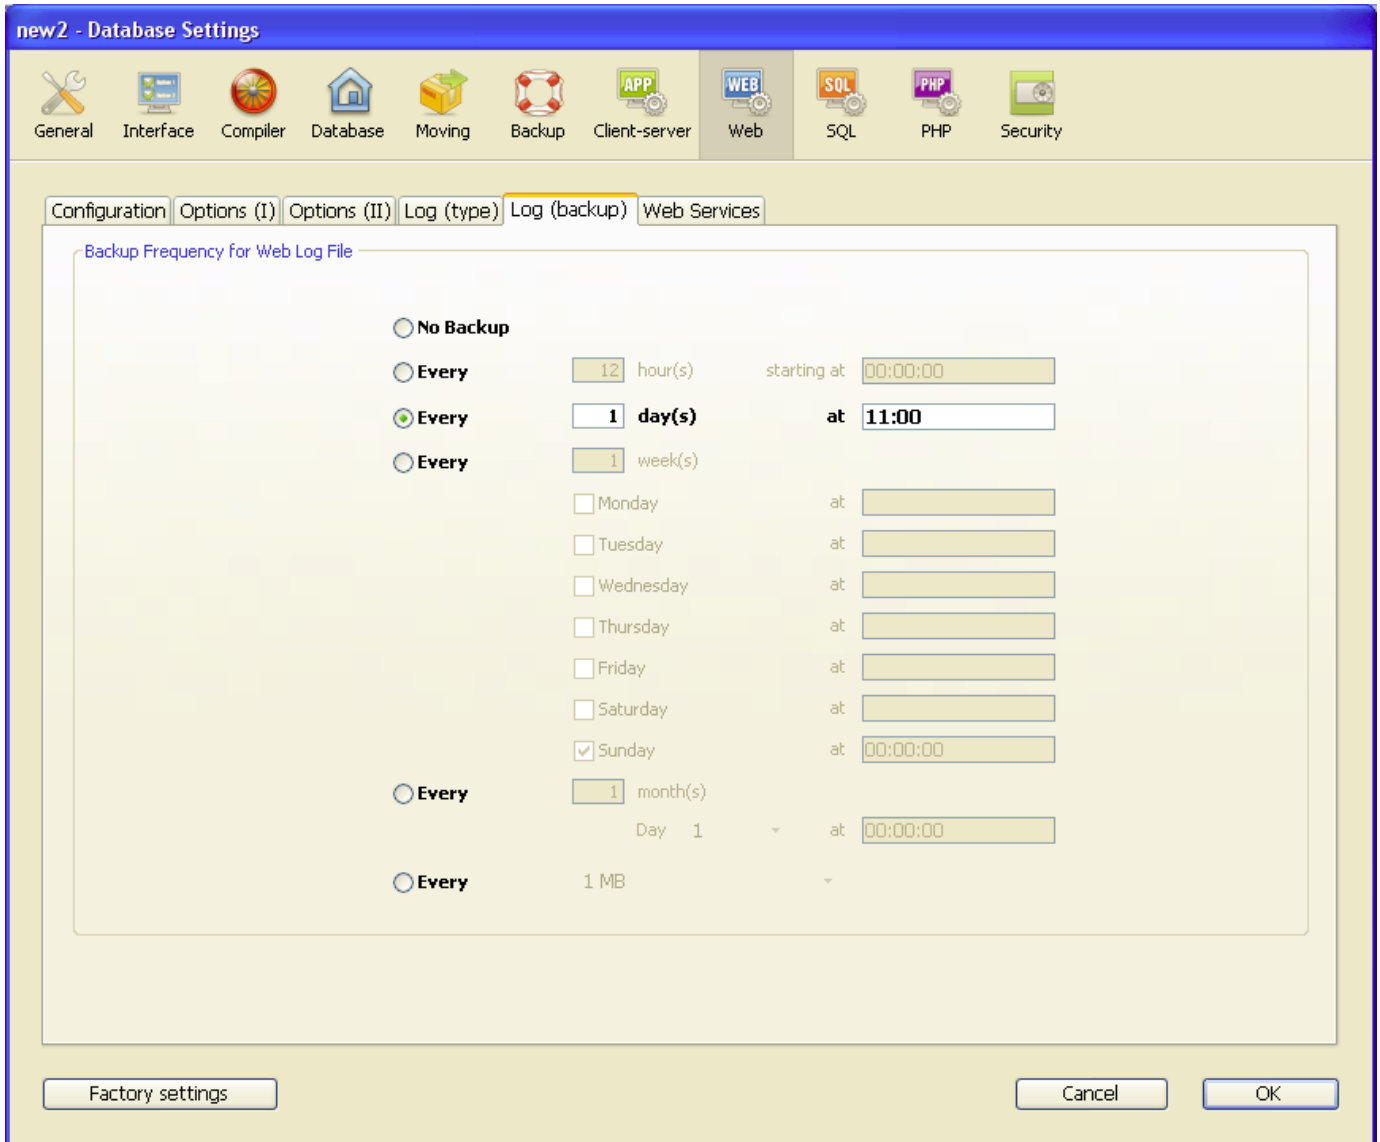 new2 - Database Settings
APP WEB SQL PHP
General Interface Compiler Database Moving Backup Client-server Web SQL PHP Security
Configuration Options (I) Options (II) Log (type) Log (backup) Web Services
Backup Frequency for Web Log File
No Backup
Every 12 hour(s) starting at 00:00:00
Every 1 day(s) at 11:00
Every 1 week(s)
Monday at
Tuesday at
Wednesday at
Thursday at
Friday at
Saturday at
Sunday at 00:00:00
Every 1 month(s)
Day 1 at 00:00:00
Every 1 MB
Factory settings Cancel OK